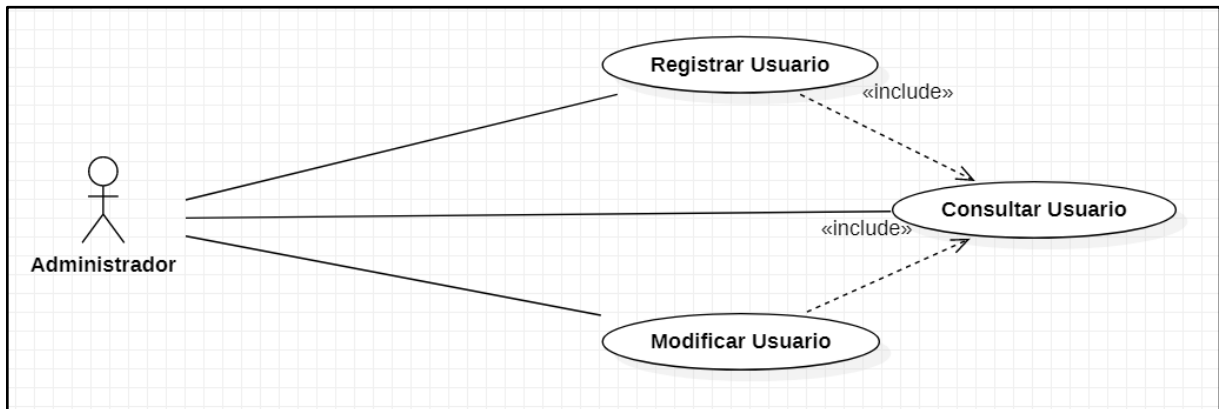 Registrar Usuario
«include»
Consultar Usuario
«include»
Administrador
Modificar Usuario